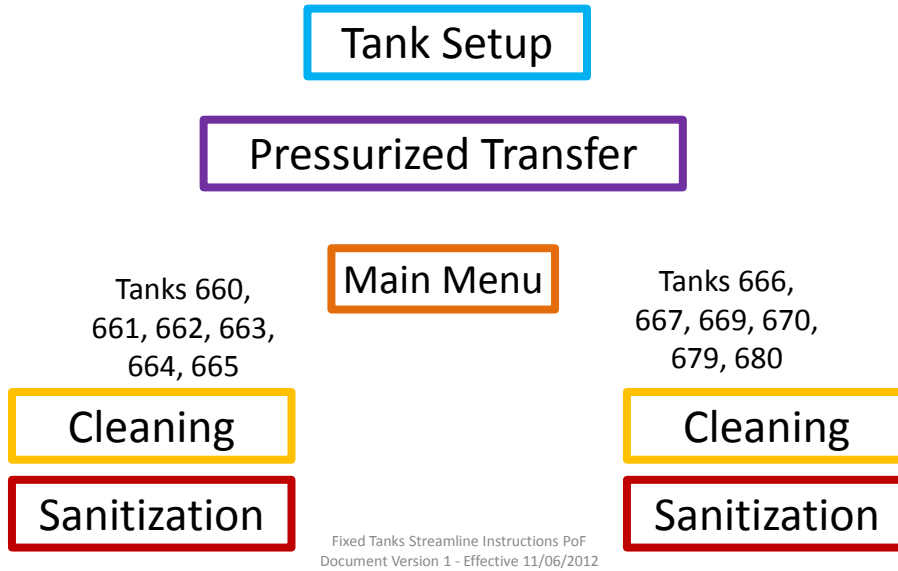 Tank Setup
Pressurized Transfer
Main Menu
Tanks 660,
661, 662, 663,
664, 665
Cleaning
Sanitization
Tanks 666,
667, 669, 670,
679, 680
Cleaning
Sanitization
Fixed Tanks Streamline Instructions PoF
Document Version 1 - Effective 11/06/2012